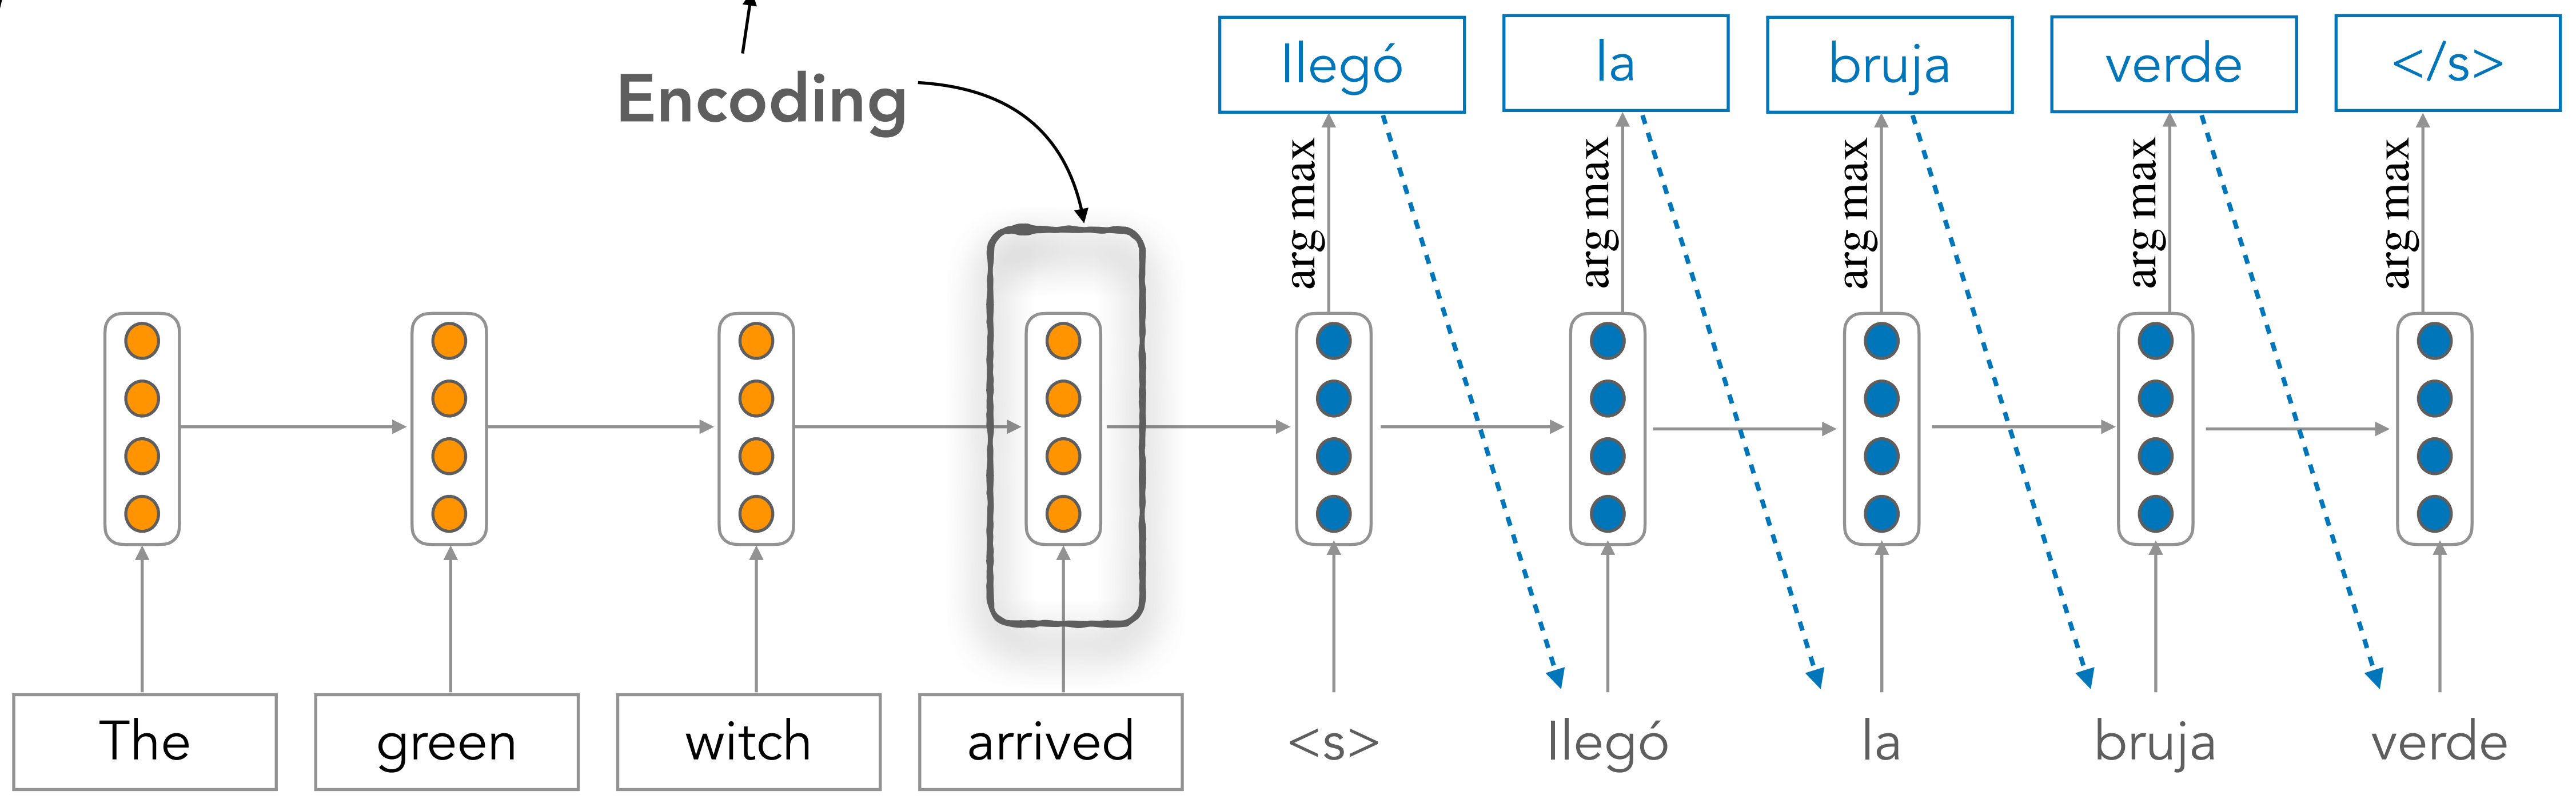 llegó la bruja verde </s>
Encoding
arg max arg max arg max arg max arg max
The green witch arrived <s> llegó la bruja verde